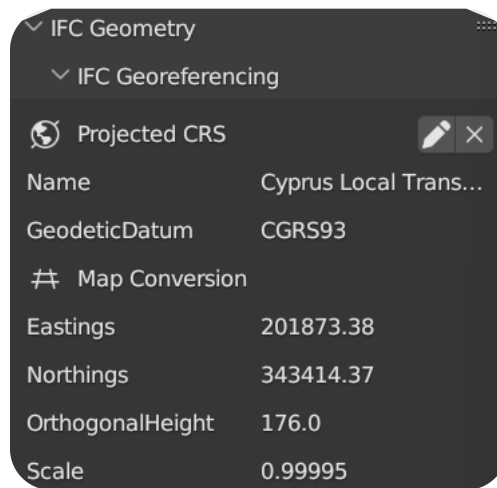 IFC Geometry
IFC Georeferencing
Projected CRS
Name Cyprus Local Trans...
GeodeticDatum CGRS93
Map Conversion
Eastings 201873.38
Northings 343414.37
OrthogonalHeight 176.0
Scale 0.99995